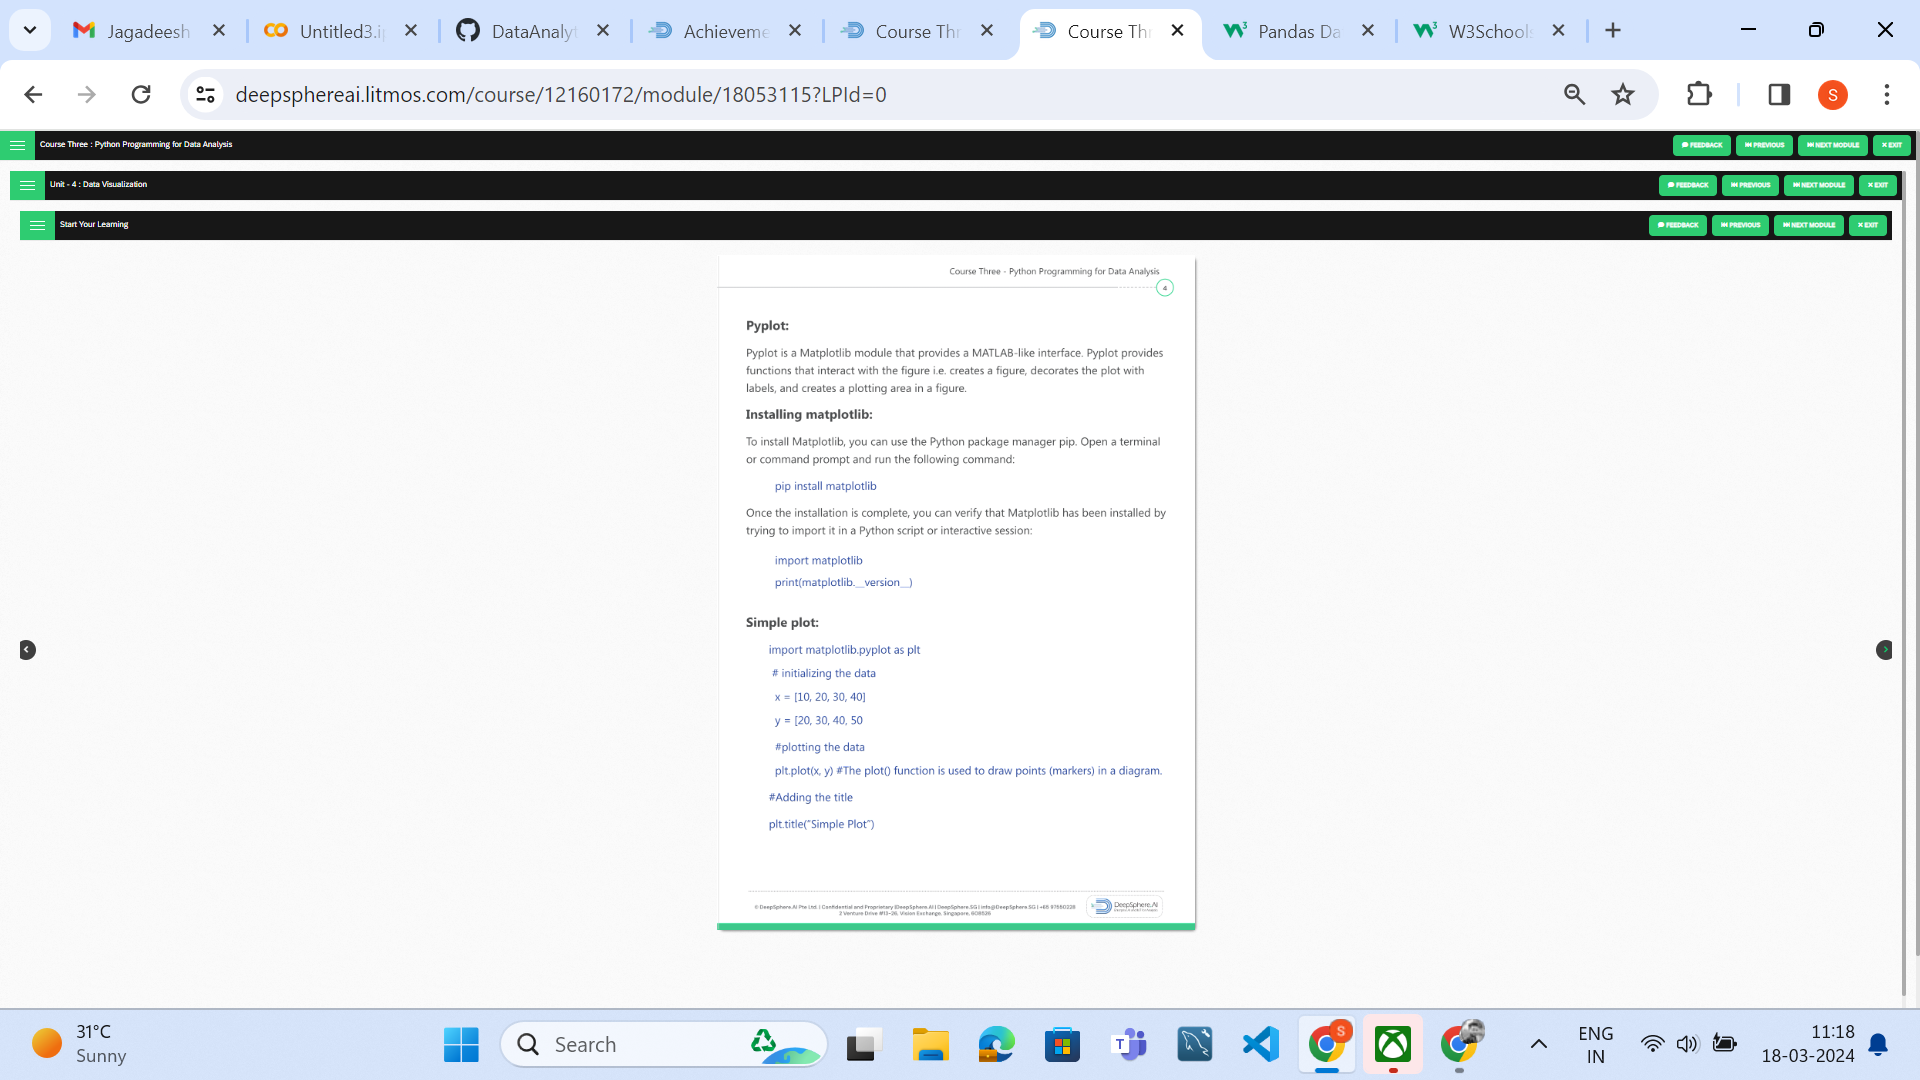 Jagadeesh
Untitled3.i
DataAnaly
Achieveme
Course Thr
Course Thr
Pandas Da
W3Schools
deepsphereai.litmos.com/course/12160172/module/18053115?LPId=0
S
Course Three : Python Programming for Data Analysis
FEEDBACK
PREVIOUS
NEXT MODULE
EXIT
Unit - 4 : Data Visualization
FEEDBACK
PREVIOUS
NEXT MODULE
EXIT
Start Your Learning
FEEDBACK
PREVIOUS
NEXT MODULE
EXIT
Course Three - Python Programming for Data Analysis
4
Pyplot:
Pyplot is a Matplotlib module that provides a MATLAB-like interface. Pyplot provides
functions that interact with the figure i.e. creates a figure, decorates the plot with
labels, and creates a plotting area in a figure.
Installing matplotlib:
To install Matplotlib, you can use the Python package manager pip. Open a terminal
or command prompt and run the following command:
pip install matplotlib
Once the installation is complete, you can verify that Matplotlib has been installed by
trying to import it in a Python script or interactive session:
import matplotlib
print(matplotlib.__version__)
Simple plot:
import matplotlib.pyplot as plt
# initializing the data
x = [10, 20, 30, 40]
y = [20, 30, 40, 50
#plotting the data
plt.plot(x, y) #The plot() function is used to draw points (markers) in a diagram.
#Adding the title
plt.title("Simple Plot")
© DeepSphere.AI Pte Ltd. | Confidential and Proprietary |DeepSphere.AI | DeepSphere.SG | info@DeepSphere.SG |
2 Venture Drive #12-26, Vision Exchange, Singapore, 608526
DeepSphere.AI
31°C
Sunny
Search
S
ENG
IN
11:18
18-03-2024